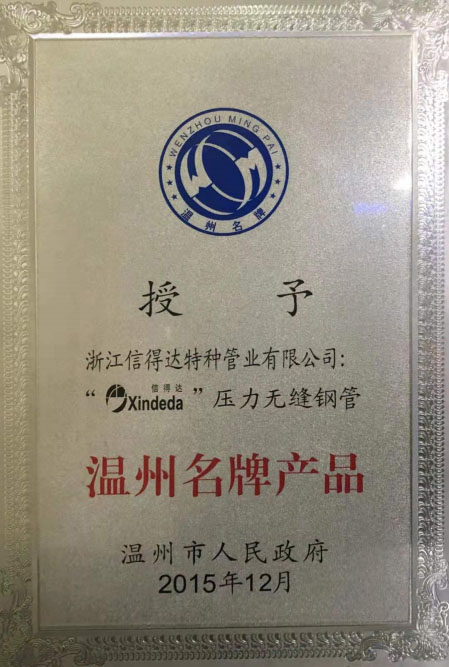 WENZHOU MING PAI
WM
温州名牌
授 予
浙江信得达特种管业有限公司：
“信得达 Xindeda”压力无缝钢管
温州名牌产品
温州市人民政府
2015年12月